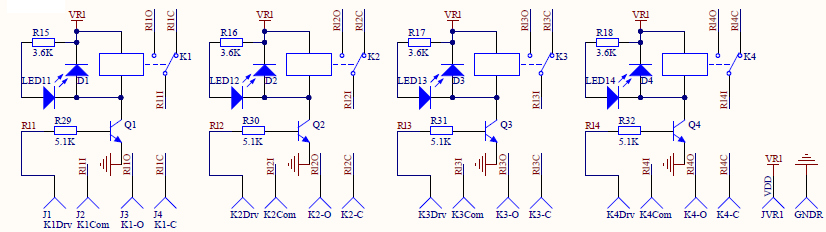 VR1 RI1O RI1C VR1 RI2O RI2C VR1 RI3O RI3C VR1 RI4O RI4C
R15 R16 R17 R18
3.6K K1 3.6K K2 3.6K K3 3.6K K4
LED11 D1 LED12 D2 LED13 D3 LED14 D4
RI1I RI2I RI3I RI4I
RI1 R29 Q1 RI2 R30 Q2 RI3 R31 Q3 RI4 R32 Q4
5.1K 5.1K 5.1K 5.1K
RI1I RI1O RI1C RI2I RI2O RI2C RI3I RI3O RI3C RI4I RI4O RI4C VR1
VDD
J1 J2 J3 J4
K1Drv K1Com K1-O K1-C K2Drv K2Com K2-O K2-C K3Drv K3Com K3-O K3-C K4Drv K4Com K4-O K4-C JVR1 GNDR